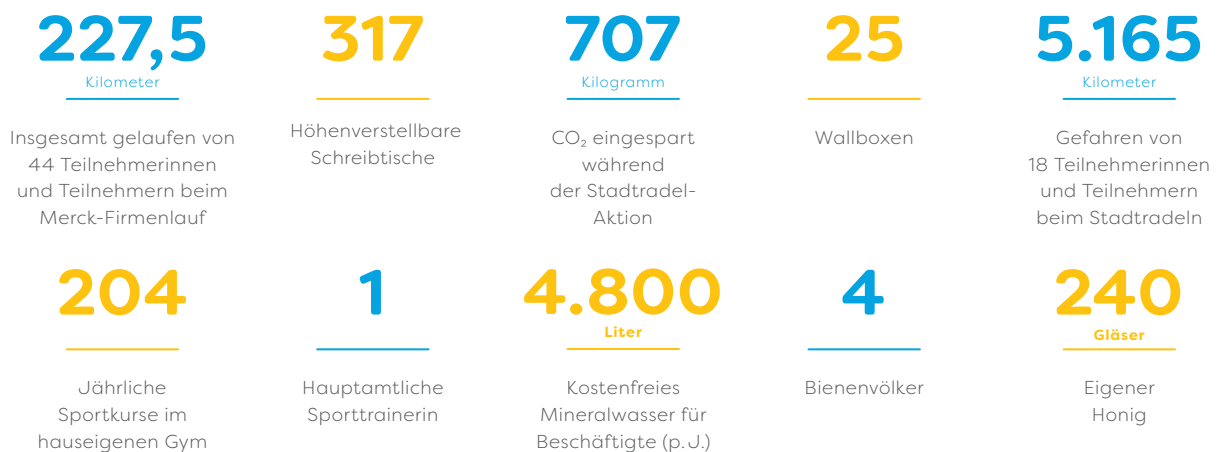 227,5
Kilometer
Insgesamt gelaufen von
44 Teilnehmerinnen
und Teilnehmern beim
Merck-Firmenlauf
317
Höhenverstellbare
Schreibtische
707
Kilogramm
CO₂ eingespart
während
der Stadtradel-
Aktion
25
Wallboxen
5.165
Kilometer
Gefahren von
18 Teilnehmerinnen
und Teilnehmern
beim Stadtradeln
204
Jährliche
Sportkurse im
hauseigenen Gym
1
Hauptamtliche
Sporttrainerin
4.800
Liter
Kostenfreies
Mineralwasser für
Beschäftigte (p. J.)
4
Bienenvölker
240
Gläser
Eigener
Honig